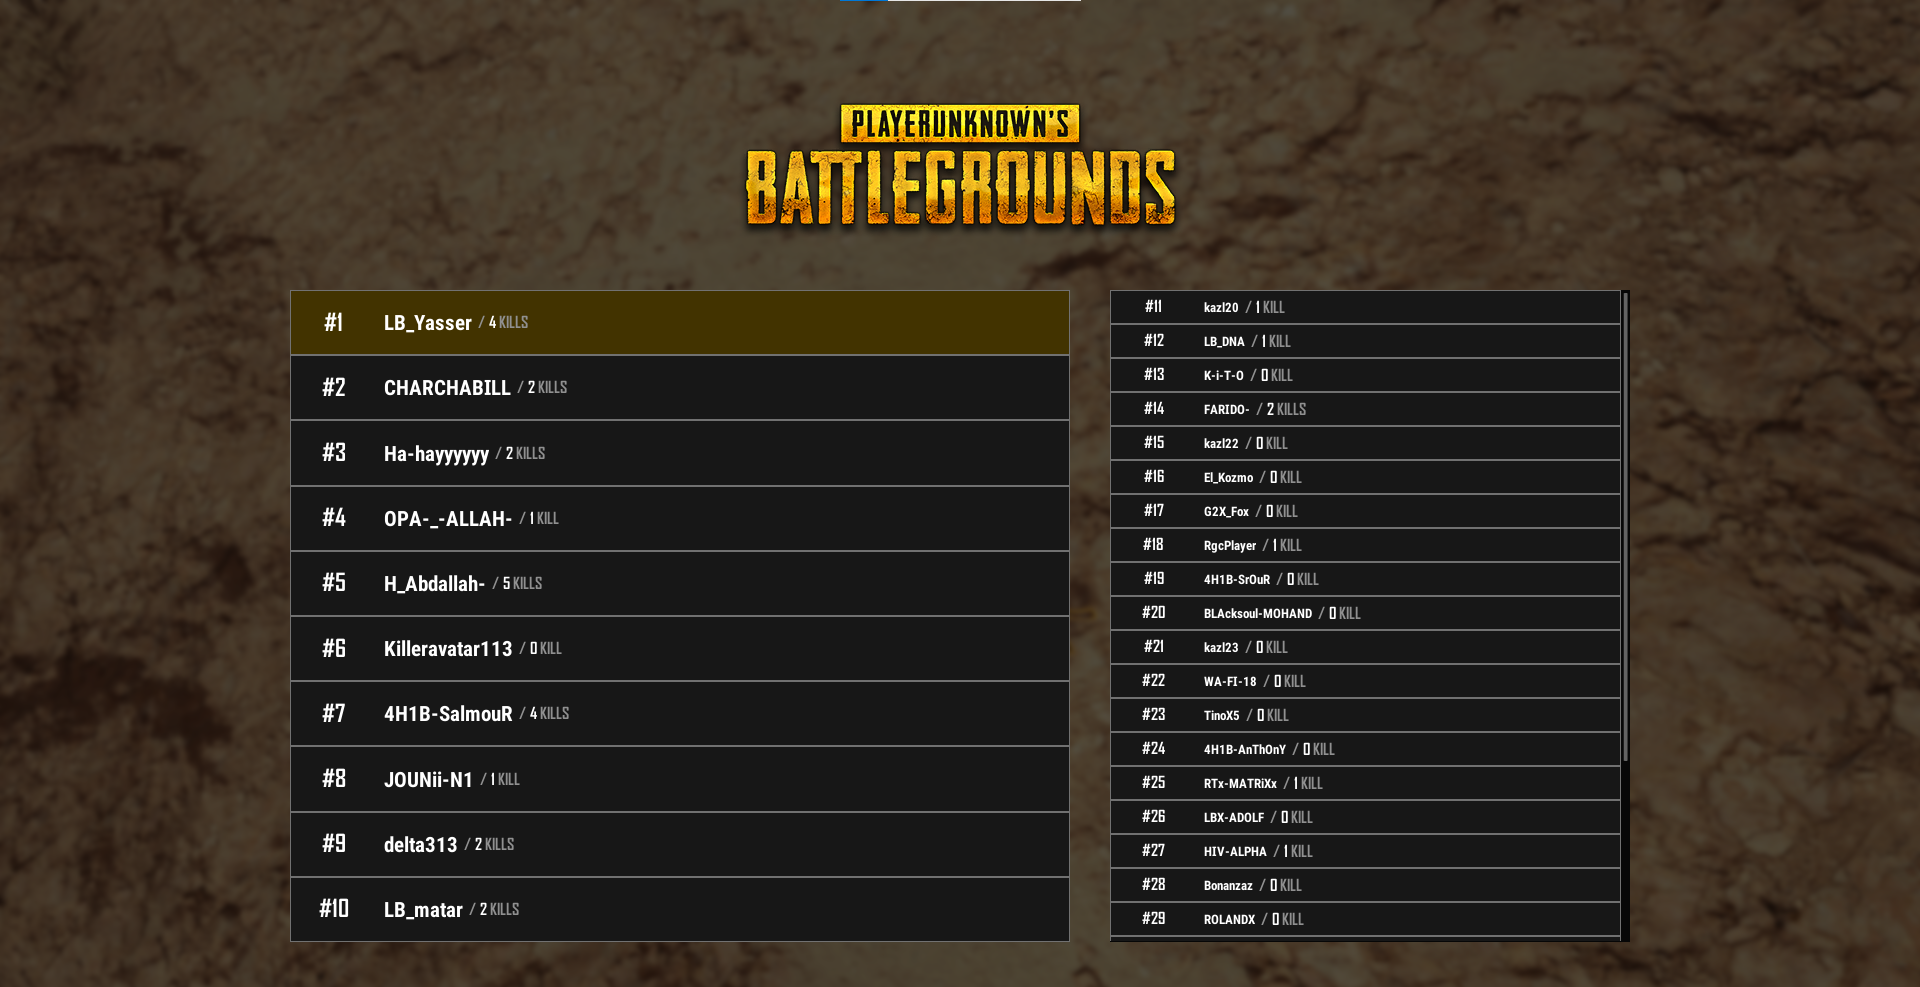 PLAYERUNKNOWN'S
BATTLEGROUNDS
#1 LB_Yasser / 4 KILLS
#2 CHARCHABILL / 2 KILLS
#3 Ha-hayyyyyy / 2 KILLS
#4 OPA-_-ALLAH- / 1 KILL
#5 H_Abdallah- / 5 KILLS
#6 Killeravatar113 / 0 KILL
#7 4H1B-SalmouR / 4 KILLS
#8 JOUNii-N1 / 1 KILL
#9 delta313 / 2 KILLS
#10 LB_matar / 2 KILLS
#11 kazl20 / 1 KILL
#12 LB_DNA / 1 KILL
#13 K-i-T-O / 0 KILL
#14 FARIDO- / 2 KILLS
#15 kazl22 / 0 KILL
#16 El_Kozmo / 0 KILL
#17 G2X_Fox / 0 KILL
#18 RgcPlayer / 1 KILL
#19 4H1B-SrOuR / 0 KILL
#20 BLAcksoul-MOHAND / 0 KILL
#21 kazl23 / 0 KILL
#22 WA-FI-18 / 0 KILL
#23 TinoX5 / 0 KILL
#24 4H1B-AnThOnY / 0 KILL
#25 RTx-MATRiXx / 1 KILL
#26 LBX-ADOLF / 0 KILL
#27 HIV-ALPHA / 1 KILL
#28 Bonanzaz / 0 KILL
#29 ROLANDX / 0 KILL